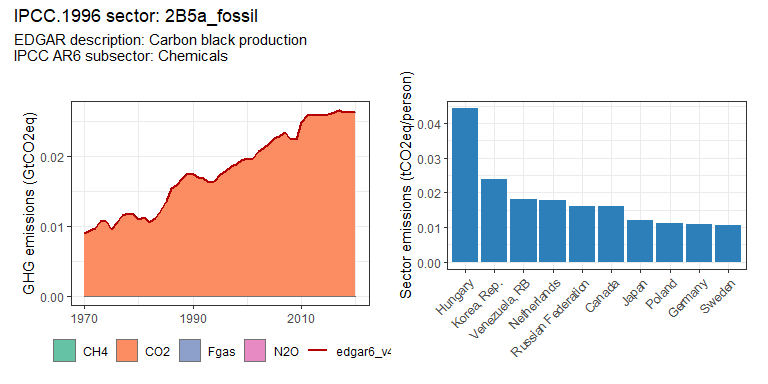 IPCC.1996 sector: 2B5a_fossil
EDGAR description: Carbon black production
IPCC AR6 subsector: Chemicals
GHG emissions (GtCO2eq)
0.02
0.01
0.00
1970
1990
2010
CH4
CO2
Fgas
N2O
edgar6_v4
Sector emissions (tCO2eq/person)
0.04
0.03
0.02
0.01
0.00
Hungary
Korea, Rep.
Venezuela, RB
Netherlands
Russian Federation
Canada
Japan
Poland
Germany
Sweden